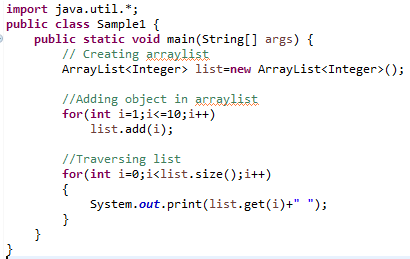 import java.util.*;
public class Sample1 {
    public static void main(String[] args) {
        // Creating arraylist
        ArrayList<Integer> list=new ArrayList<Integer>();

        //Adding object in arraylist
        for(int i=1;i<=10;i++)
            list.add(i);

        //Traversing list
        for(int i=0;i<list.size();i++)
        {
            System.out.print(list.get(i)+" ");
        }
    }
}